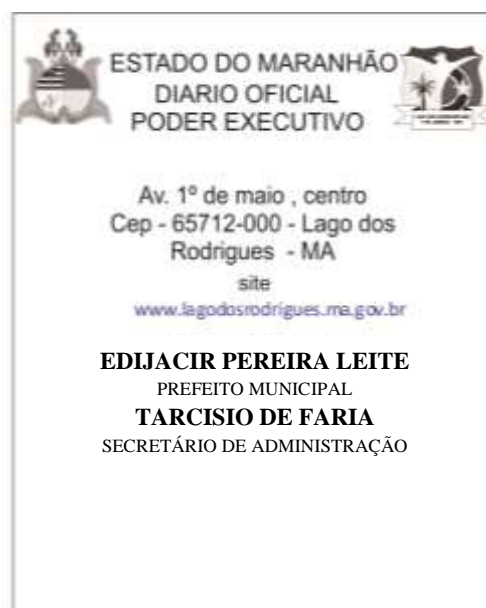 ESTADO DO MARANHÃO
DIARIO OFICIAL
PODER EXECUTIVO
Av. 1º de maio , centro
Cep - 65712-000 - Lago dos
Rodrigues - MA
site
www.lagodosrodrigues.ma.gov.br
EDIJACIR PEREIRA LEITE
PREFEITO MUNICIPAL
TARCISIO DE FARIA
SECRETÁRIO DE ADMINISTRAÇÃO